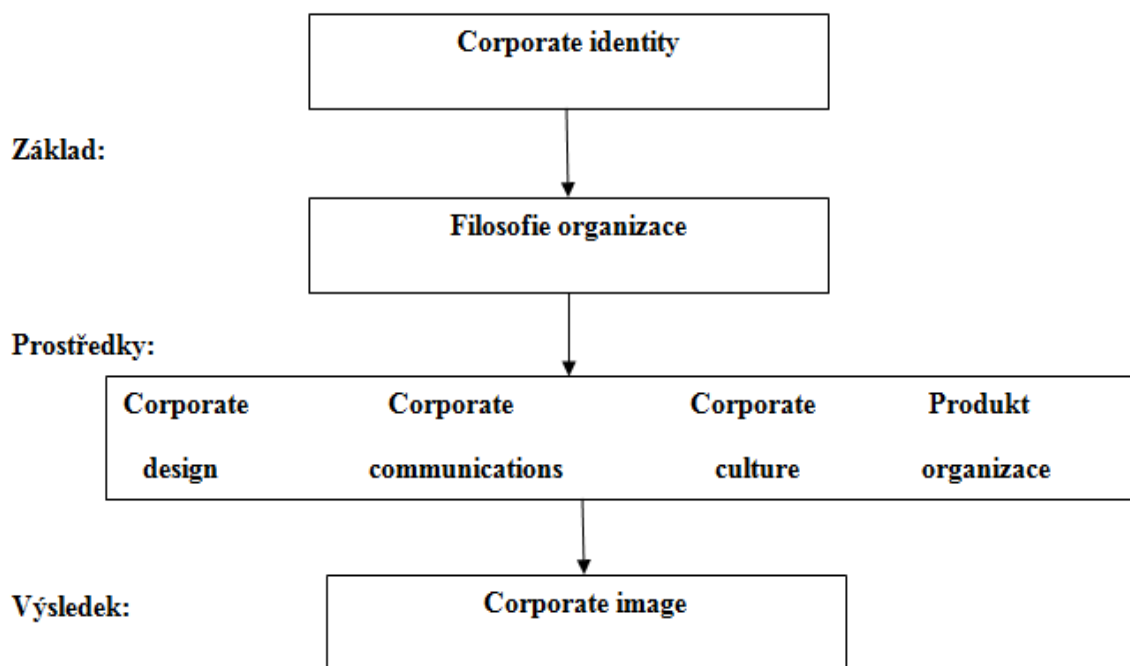 Corporate identity
Základ:
Filosofie organizace
Prostředky:
Corporate Corporate Corporate Produkt
design communications culture organizace
Výsledek:
Corporate image